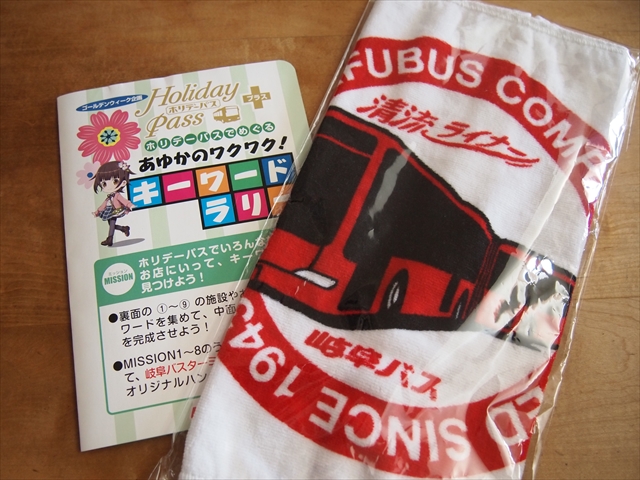 ゴールデンウィーク企画
Holiday
ホリデーパス
Pass
プラス
ホリデーパスでめぐる
あゆかのワクワク!
キーワード
ラリー
MISSION
ホリデーパスでいろんな
お店にいって、キー
見つけよう!
●裏面の ①~⑨ の施設や
ワードを集めて、中面
を完成させよう!
●MISSION1~8のう
て、岐阜バスター
オリジナルハン
FUBUS COMP
清流ライナー
岐阜バス
SINCE 194